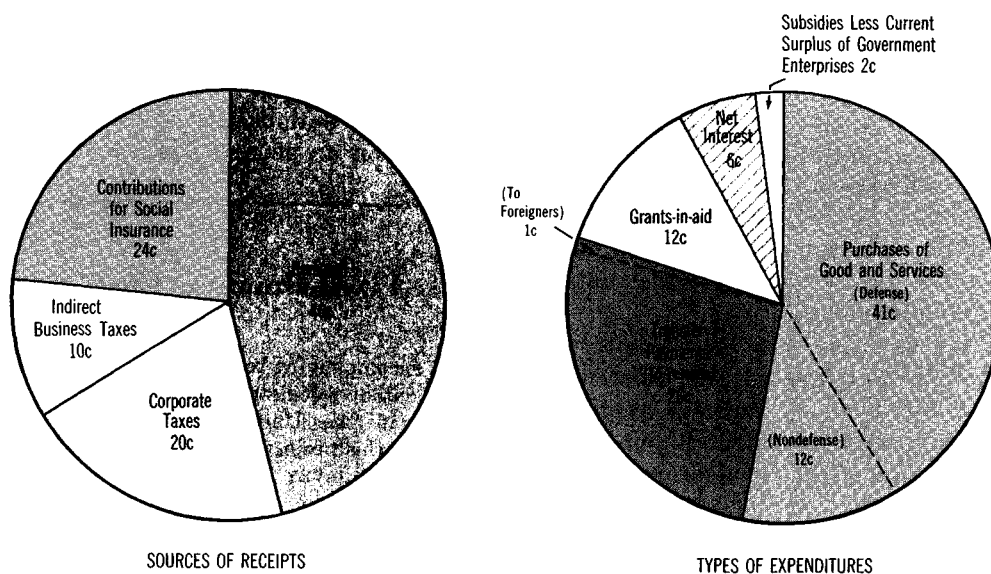 Contributions
for Social
Insurance
24c
Indirect
Business Taxes
10c
Corporate
Taxes
20c
SOURCES OF RECEIPTS
Subsidies Less Current
Surplus of Government
Enterprises 2c
Net
Interest
6c
(To
Foreigners)
1c
Grants-in-aid
12c
Purchases of
Good and Services
(Defense)
41c
(Nondefense)
12c
TYPES OF EXPENDITURES